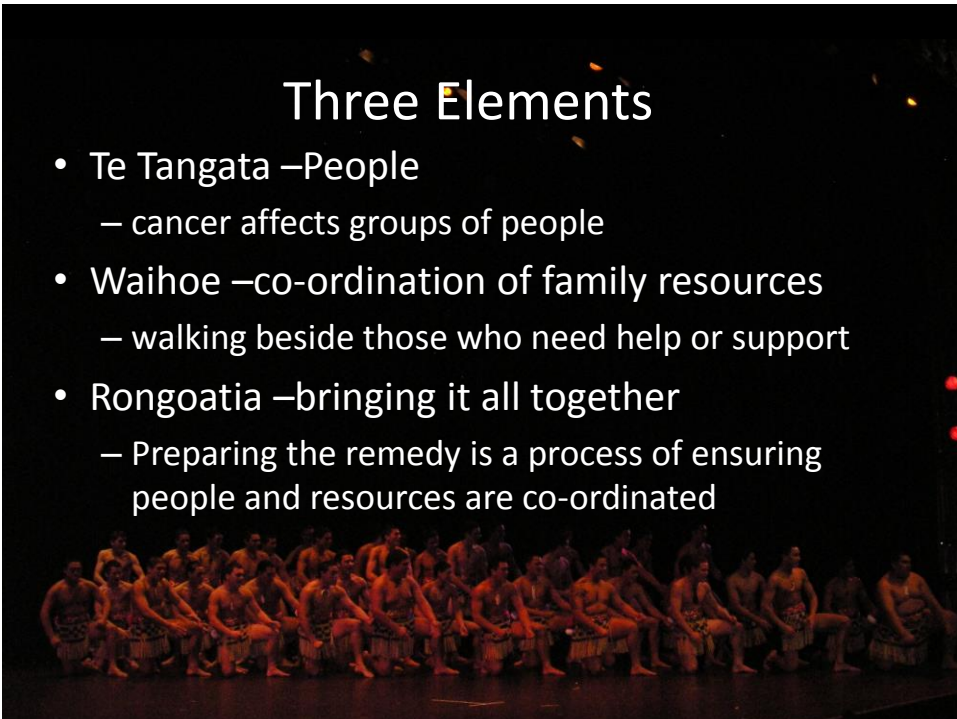 Three Elements
• Te Tangata –People
– cancer affects groups of people
• Waihoe –co-ordination of family resources
– walking beside those who need help or support
• Rongoatia –bringing it all together
– Preparing the remedy is a process of ensuring
people and resources are co-ordinated